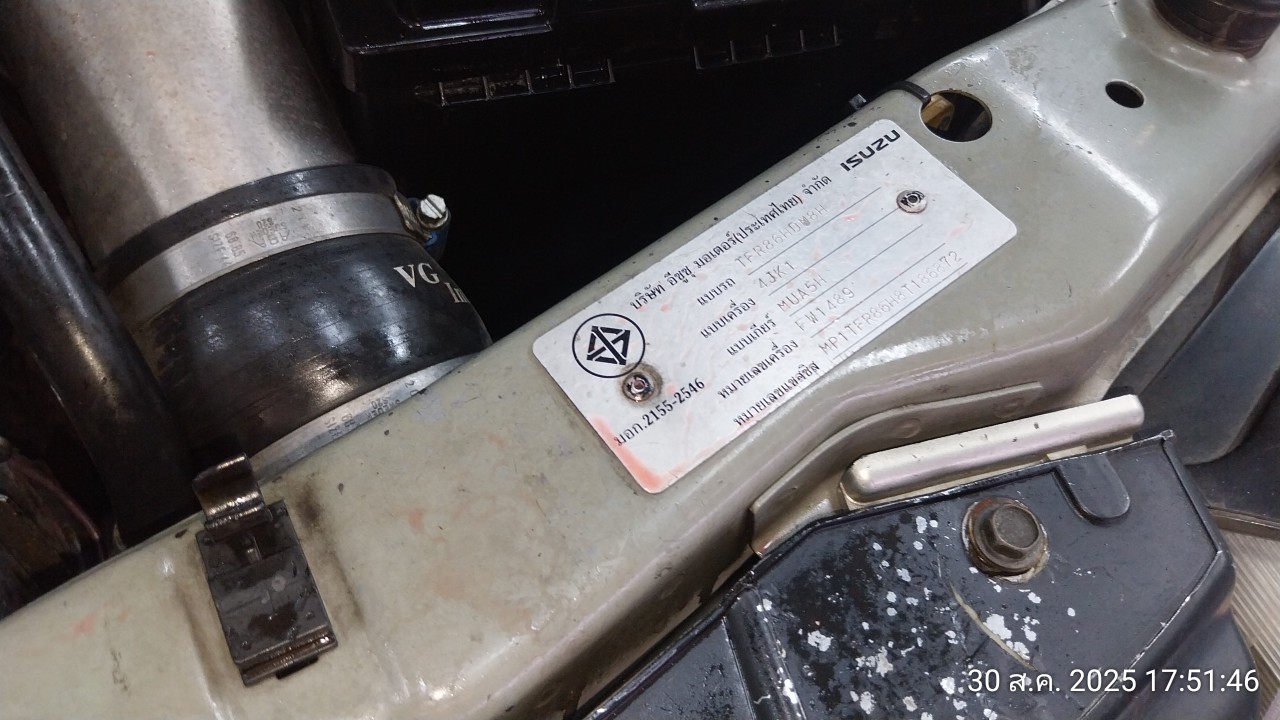 ISUZU
บริษัท อีซูซุ มอเตอร์(ประเทศไทย) จำกัด
แบบรถ TFR86HDY8H
แบบเครื่อง 4JK1
แบบเกียร์ MUA5H
หมายเลขเครื่อง FW1489
หมายเลขแชสซีส์ MP1TFR86H8T186872
มอก.2155-2546
VG
30 ส.ค. 2025 17:51:46